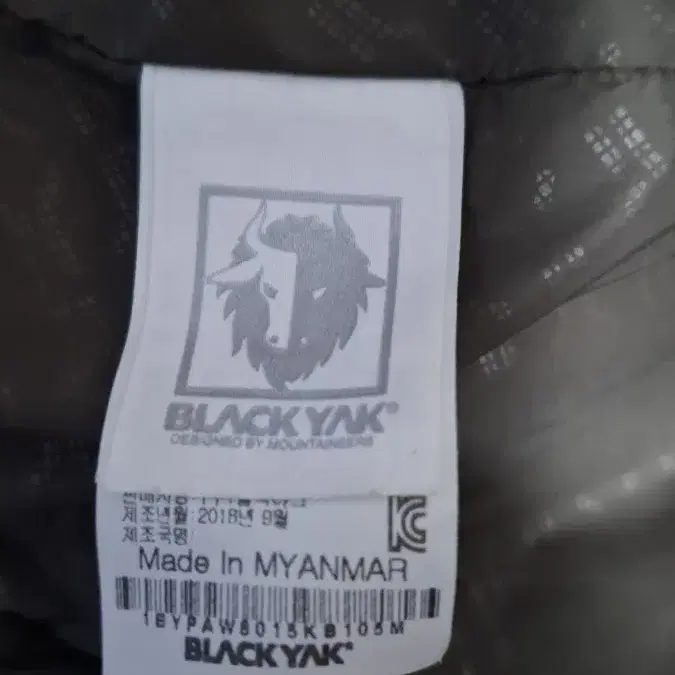 BLACKYAK®
DESIGNED BY MOUNTAINEERS
제조년월: 2018년 9월
제조국명:
Made In MYANMAR
1BYPAW8015KB105M
BLACKYAK®